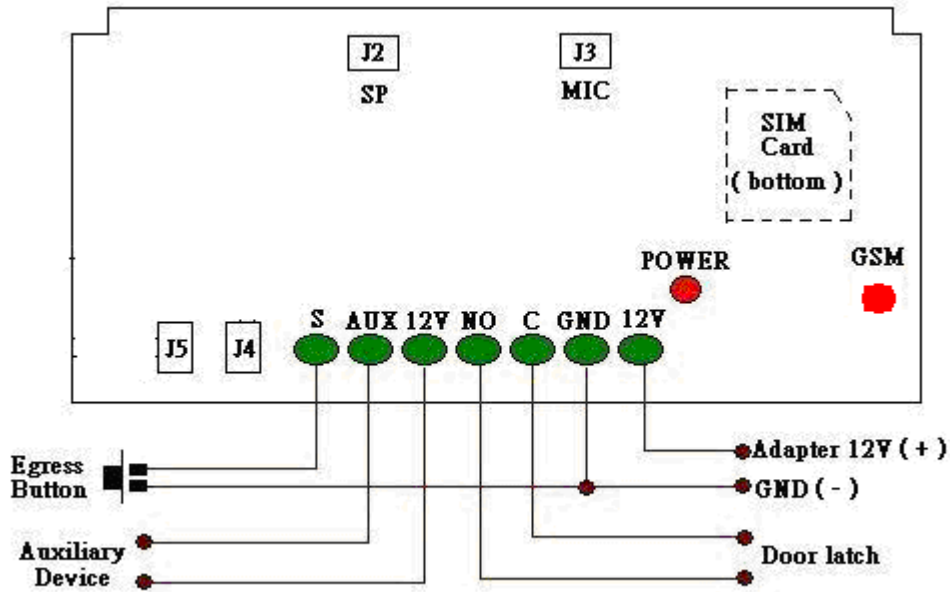 J2
J3
SP
MIC
SIM
Card
( bottom )
POWER
GSM
S AUX 12V NO C GND 12V
J5
J4
Egress
Button
Adapter 12V ( + )
GND ( - )
Auxiliary
Device
Door latch